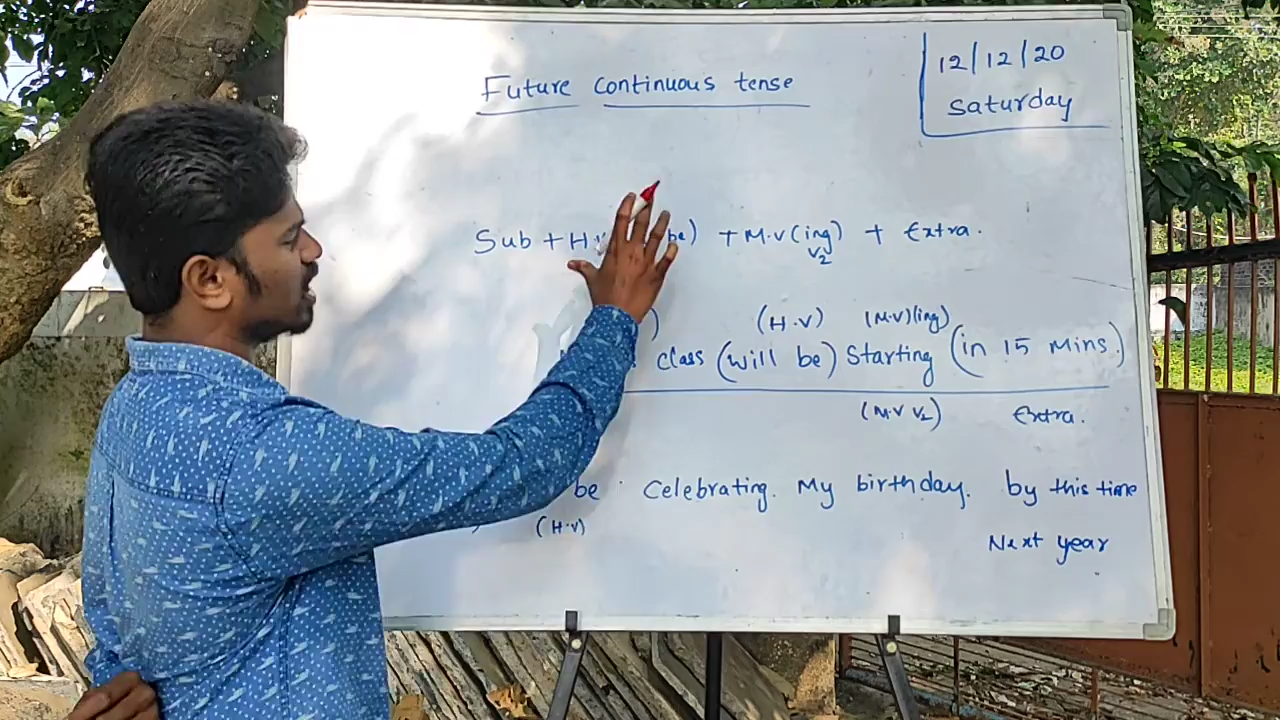 12/12/20
Saturday
Future continuous tense
Sub + H.V be) + M.V (ing) + Extra.
V2
(H.V) (M.V) (ing)
class (will be) starting (in 15 Mins.)
(M.V V2) Extra.
be celebrating. My birthday. by this time
(H.V) Next year